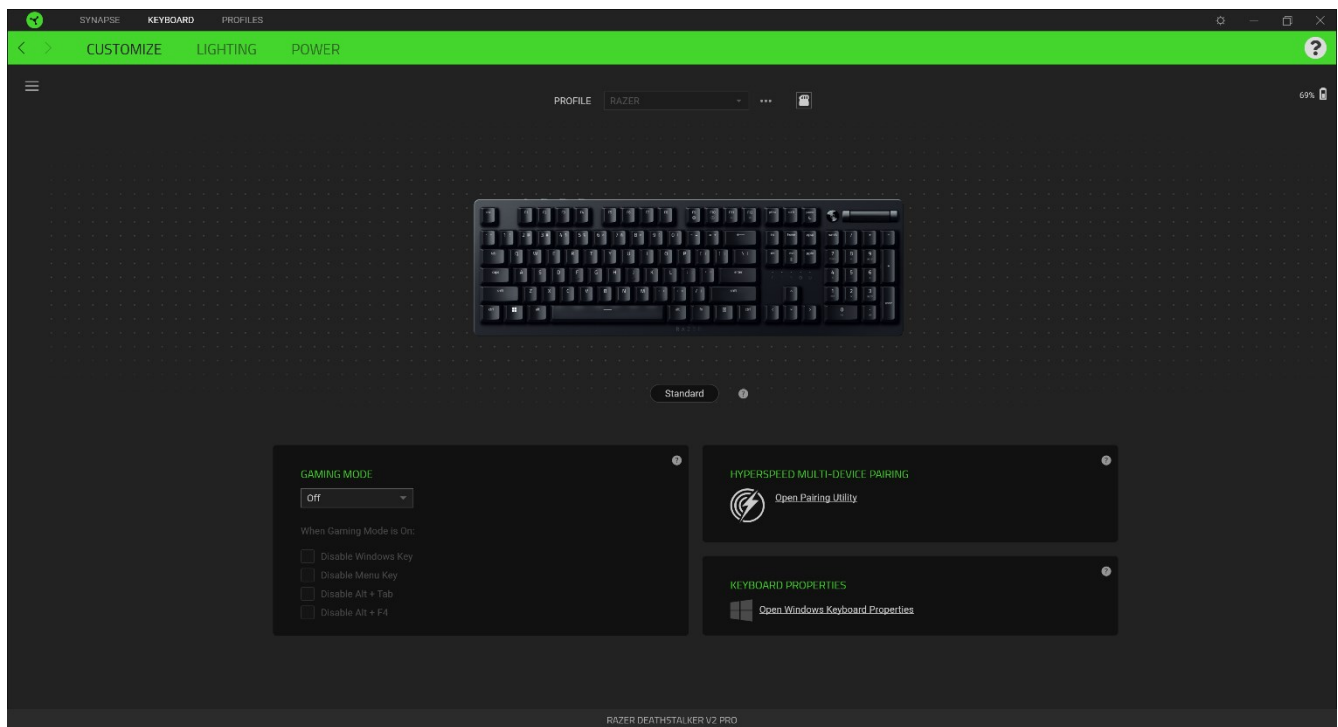 SYNAPSE KEYBOARD PROFILES
CUSTOMIZE LIGHTING POWER ?
PROFILE RAZER
69%
Standard ?
GAMING MODE ?
Off
When Gaming Mode is On:
Disable Windows Key
Disable Menu Key
Disable Alt + Tab
Disable Alt + F4
HYPERSPEED MULTI-DEVICE PAIRING ?
Open Pairing Utility
KEYBOARD PROPERTIES ?
Open Windows Keyboard Properties
RAZER DEATHSTALKER V2 PRO